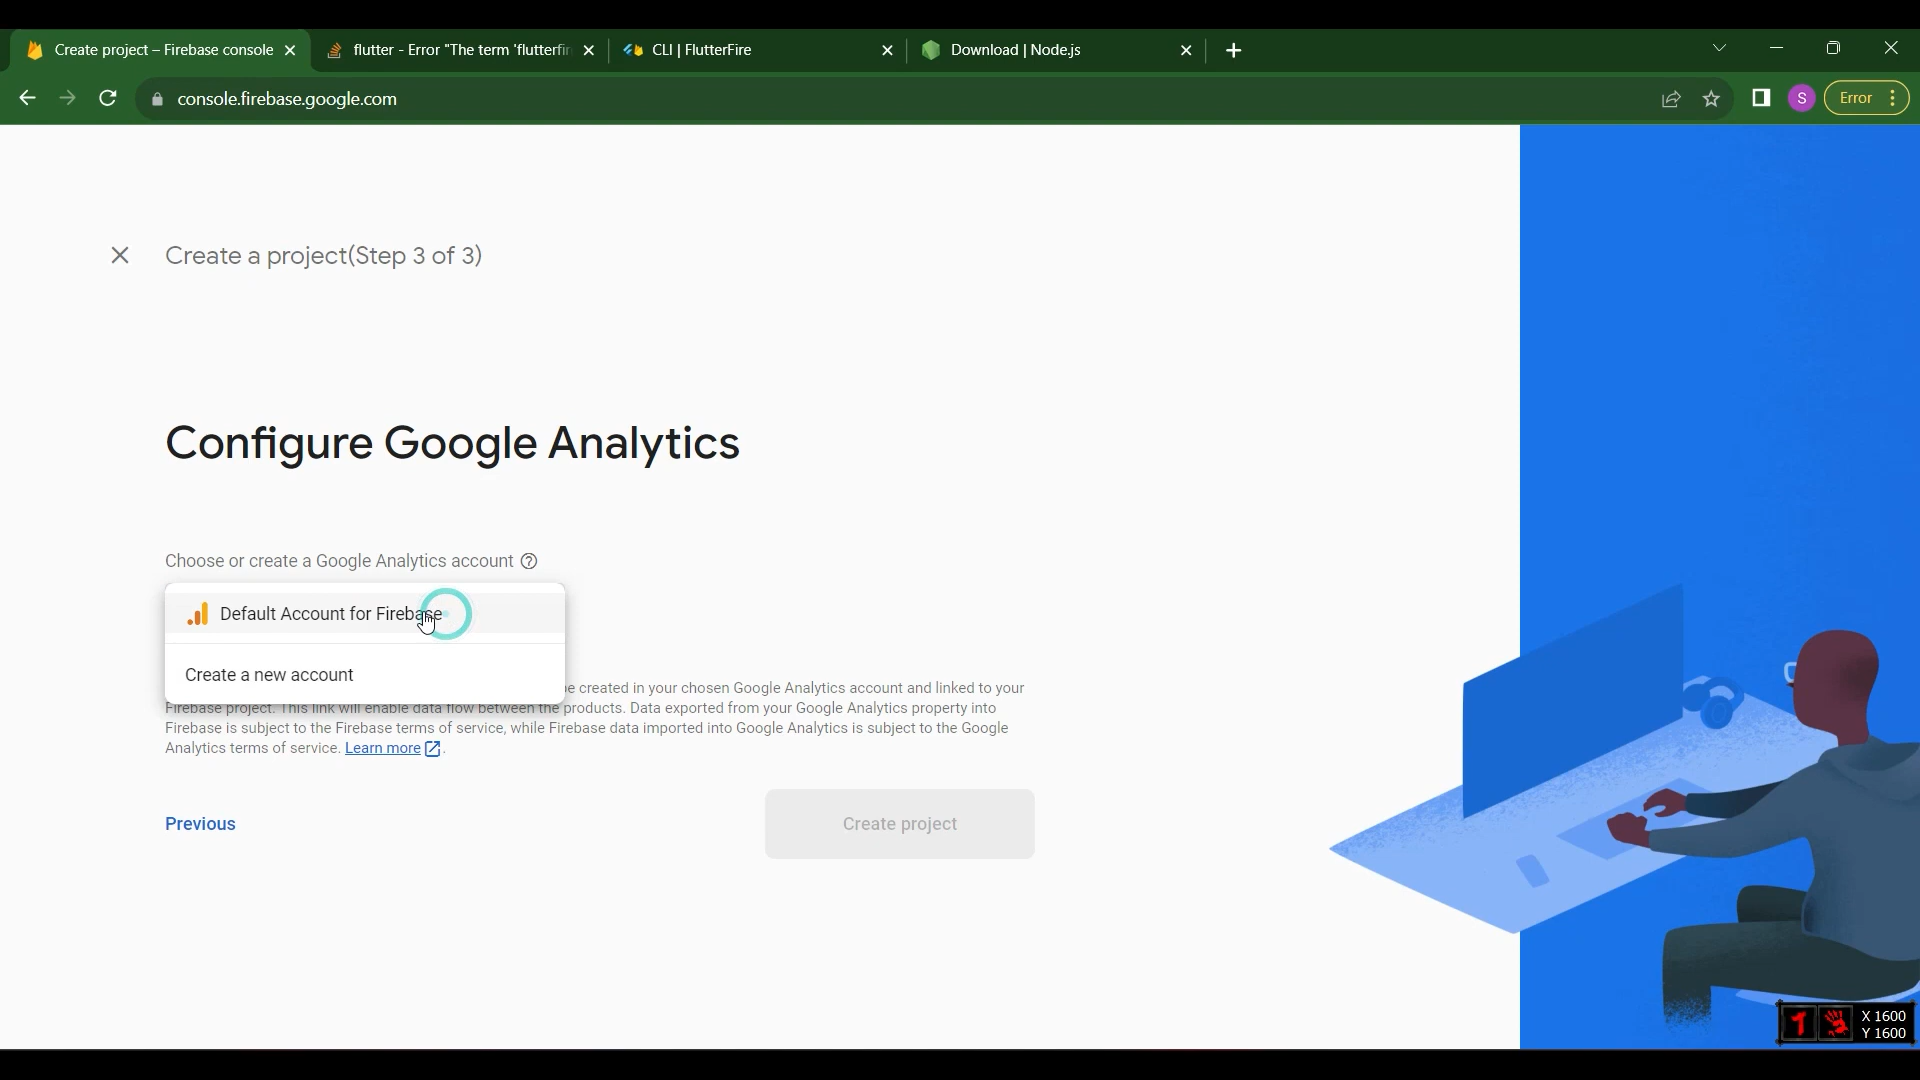 Create project – Firebase console
flutter - Error "The term 'flutterfir
CLI | FlutterFire
Download | Node.js
console.firebase.google.com
S
Error
Create a project(Step 3 of 3)
Configure Google Analytics
Choose or create a Google Analytics account
Default Account for Firebase
Create a new account
be created in your chosen Google Analytics account and linked to your
Firebase project. This link will enable data flow between the products. Data exported from your Google Analytics property into
Firebase is subject to the Firebase terms of service, while Firebase data imported into Google Analytics is subject to the Google
Analytics terms of service. Learn more
Previous
Create project
X 1600
Y 1600